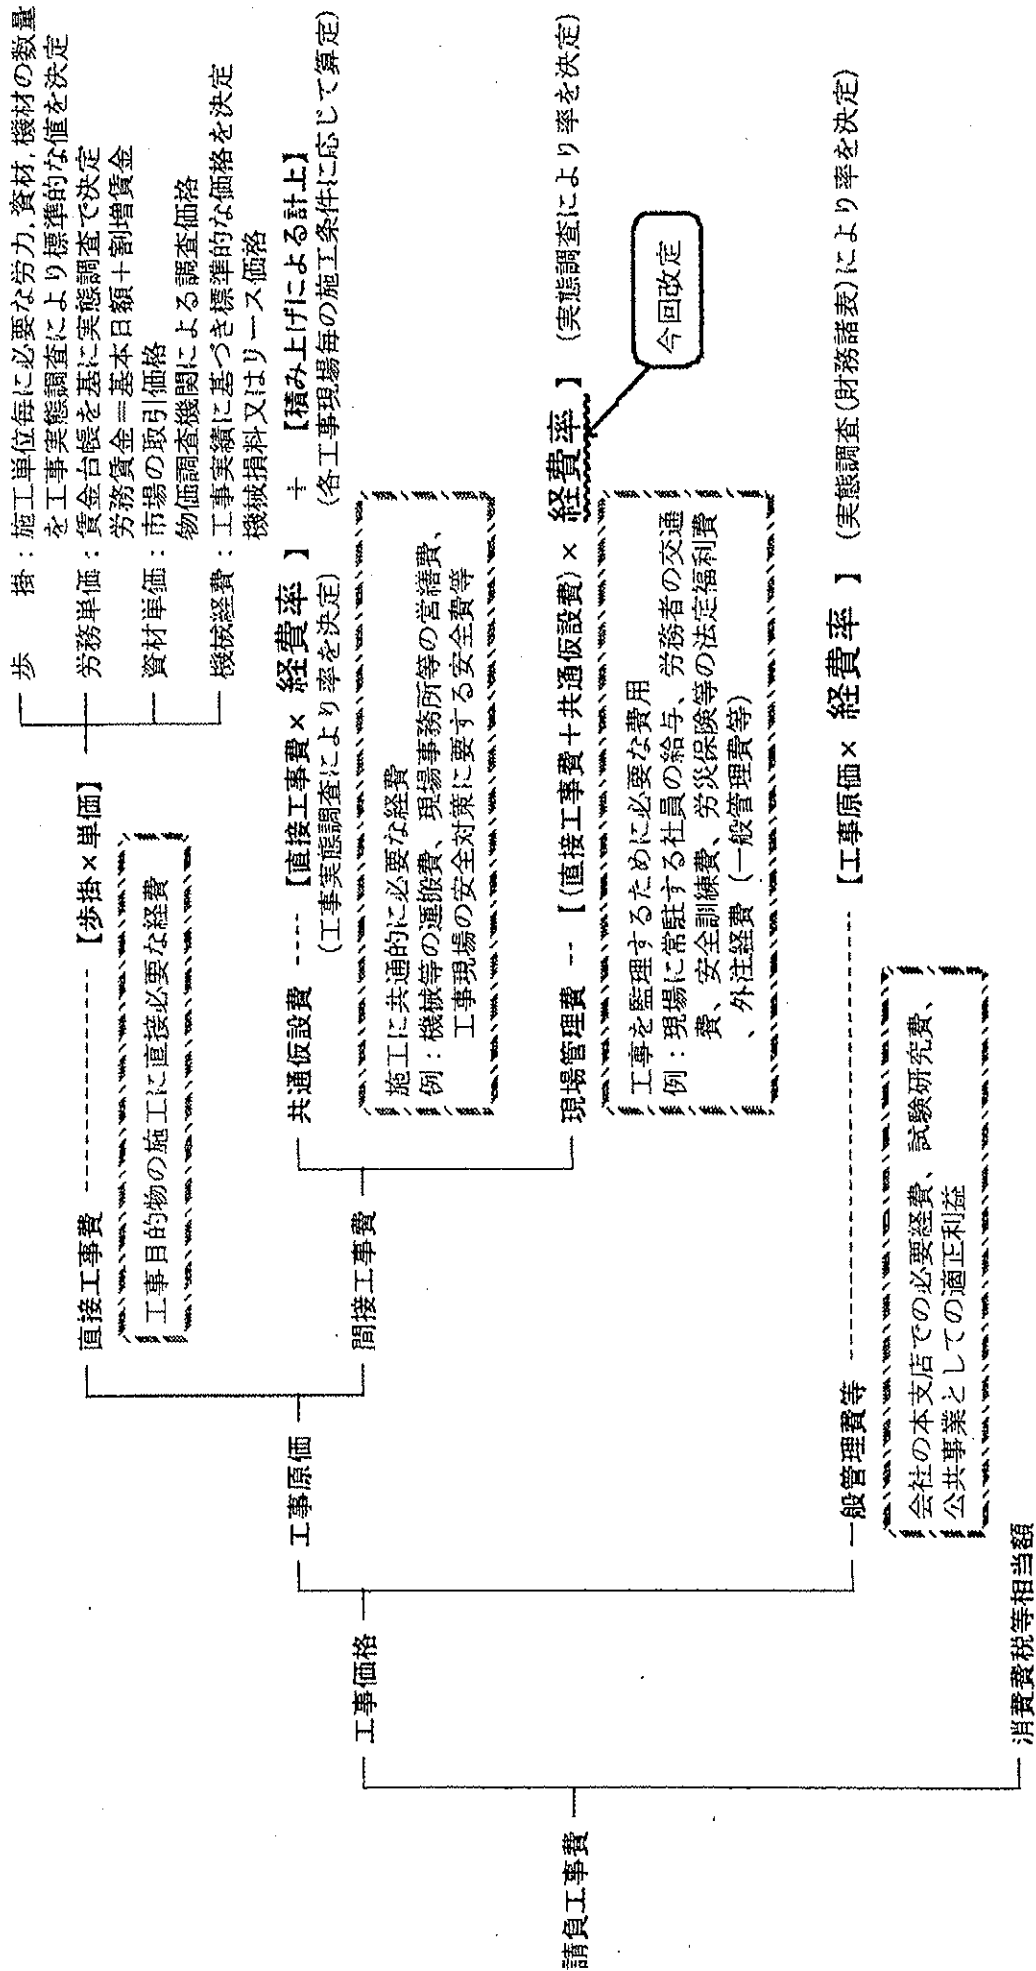 請負工事費
工事価格
消費税等相当額
工事原価
一般管理費等 【工事原価× 経費率 】 (実態調査(財務諸表)により率を決定)
会社の本支店での必要経費、試験研究費、
公共事業としての適正利益
直接工事費 【歩掛×単価】
工事目的物の施工に直接必要な経費
歩 掛:施工単位毎に必要な労力,資材,機材の数量
を工事実態調査により標準的な値を決定
労務単価:賃金台帳を基に実態調査で決定
労務賃金=基本日額+割増賃金
資材単価:市場の取引価格
物価調査機関による調査価格
機械経費:工事実績に基づき標準的な価格を決定
機械損料又はリース価格
間接工事費
共通仮設費 【直接工事費× 経費率 】 + 【積み上げによる計上】
(工事実態調査により率を決定) (各工事現場毎の施工条件に応じて算定)
施工に共通的に必要な経費
例:機械等の運搬費、現場事務所等の営繕費、
工事現場の安全対策に要する安全費等
現場管理費 【(直接工事費+共通仮設費)× 経費率 】 (実態調査により率を決定)
今回改定
工事を監理するために必要な費用
例:現場に常駐する社員の給与、労務者の交通
費、安全訓練費、労災保険等の法定福利費
、外注経費(一般管理費等)